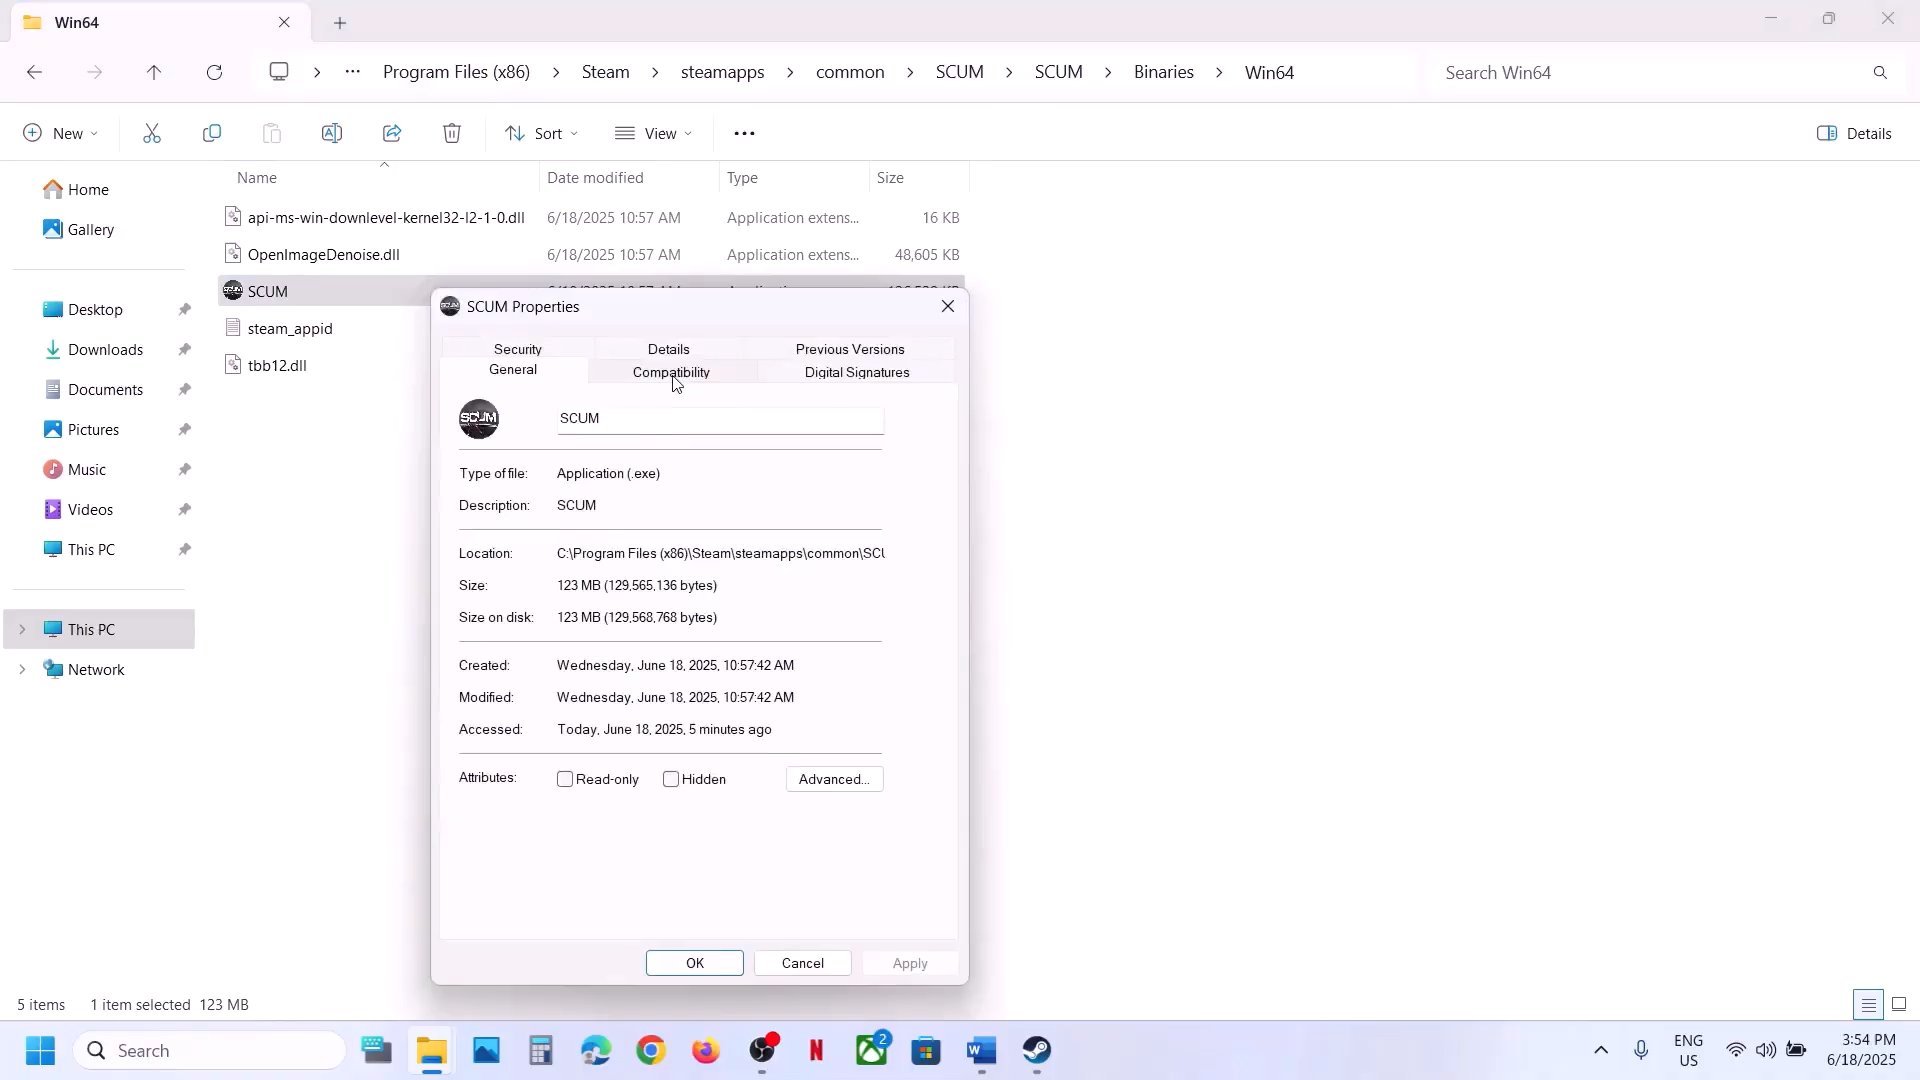 Win64
Program Files (x86) > Steam > steamapps > common > SCUM > SCUM > Binaries > Win64
Search Win64
New
Sort
View
Details
Name
Date modified
Type
Size
Home
Gallery
Desktop
Downloads
Documents
Pictures
Music
Videos
This PC
This PC
Network
api-ms-win-downlevel-kernel32-l2-1-0.dll 6/18/2025 10:57 AM Application extens... 16 KB
OpenImageDenoise.dll 6/18/2025 10:57 AM Application extens... 48,605 KB
SCUM
steam_appid
tbb12.dll
SCUM Properties
Security
Details
Previous Versions
General
Compatibility
Digital Signatures
SCUM
SCUM
Type of file: Application (.exe)
Description: SCUM
Location: C:\Program Files (x86)\Steam\steamapps\common\SCU
Size: 123 MB (129,565,136 bytes)
Size on disk: 123 MB (129,568,768 bytes)
Created: Wednesday, June 18, 2025, 10:57:42 AM
Modified: Wednesday, June 18, 2025, 10:57:42 AM
Accessed: Today, June 18, 2025, 5 minutes ago
Attributes: Read-only Hidden Advanced...
OK Cancel Apply
5 items 1 item selected 123 MB
Search
N
2
W
ENG
US
3:54 PM
6/18/2025